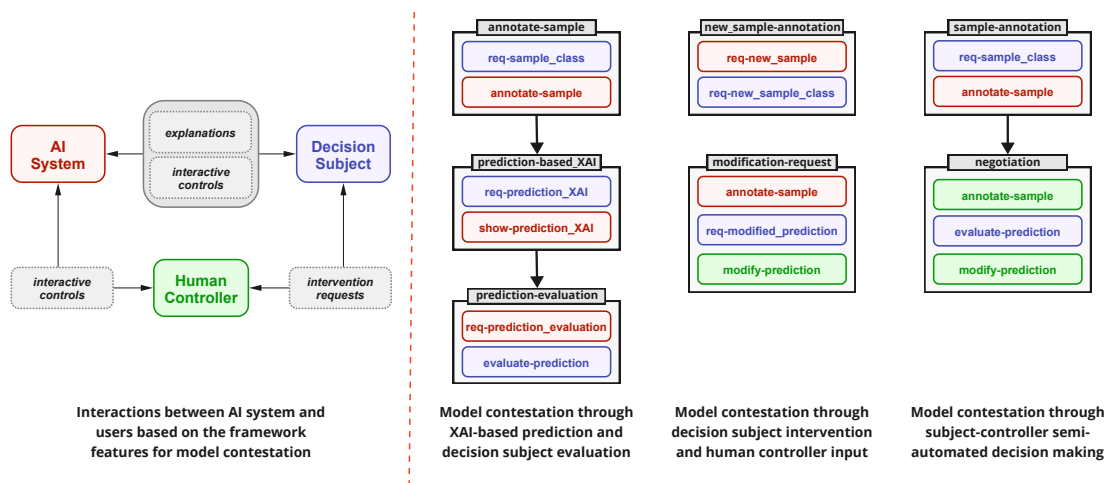 explanations
AI
System
Decision
Subject
interactive
controls
interactive
controls
Human
Controller
intervention
requests
Interactions between AI system and
users based on the framework
features for model contestation
annotate-sample
req-sample_class
annotate-sample
prediction-based_XAI
req-prediction_XAI
show-prediction_XAI
prediction-evaluation
req-prediction_evaluation
evaluate-prediction
Model contestation through
XAI-based prediction and
decision subject evaluation
new_sample-annotation
req-new_sample
req-new_sample_class
modification-request
annotate-sample
req-modified_prediction
modify-prediction
Model contestation through
decision subject intervention
and human controller input
sample-annotation
req-sample_class
annotate-sample
negotiation
annotate-sample
evaluate-prediction
modify-prediction
Model contestation through
subject-controller semi-
automated decision making